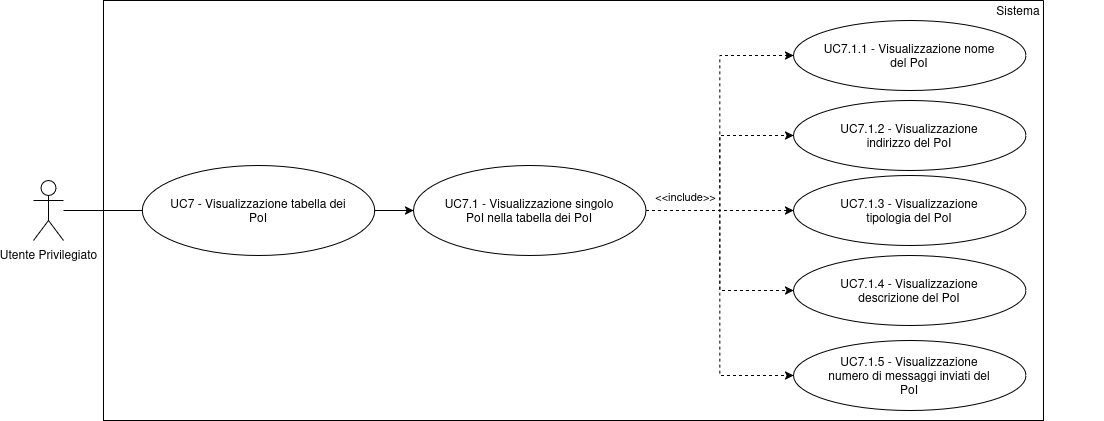 Sistema
UC7.1.1 - Visualizzazione nome
del PoI
UC7.1.2 - Visualizzazione
indirizzo del PoI
UC7 - Visualizzazione tabella dei
PoI
UC7.1 - Visualizzazione singolo
PoI nella tabella dei PoI
<<include>>
UC7.1.3 - Visualizzazione
tipologia del PoI
Utente Privilegiato
UC7.1.4 - Visualizzazione
descrizione del PoI
UC7.1.5 - Visualizzazione
numero di messaggi inviati del
PoI